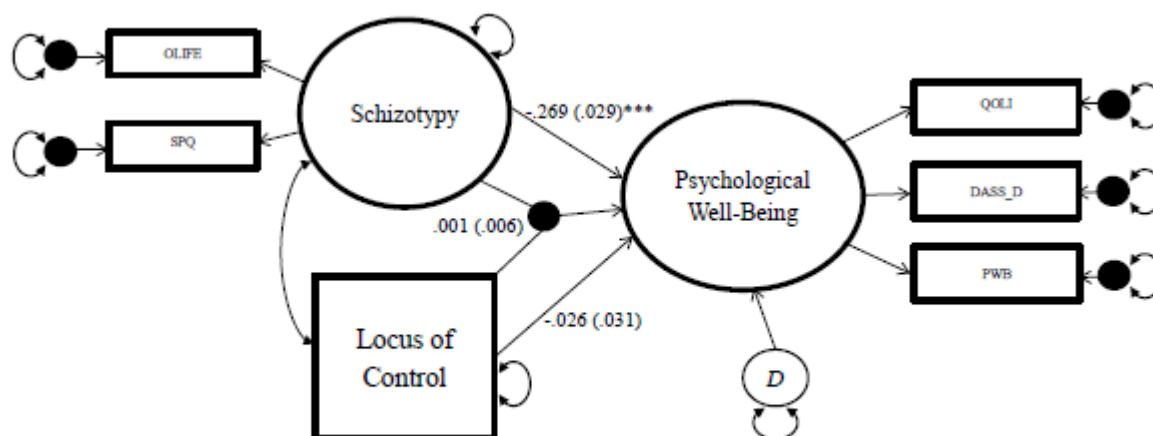 OLIFE
SPQ
Schizotypy
-.269 (.029)***
.001 (.006)
Locus of
Control
-.026 (.031)
Psychological
Well-Being
D
QOLI
DASS_D
PWB